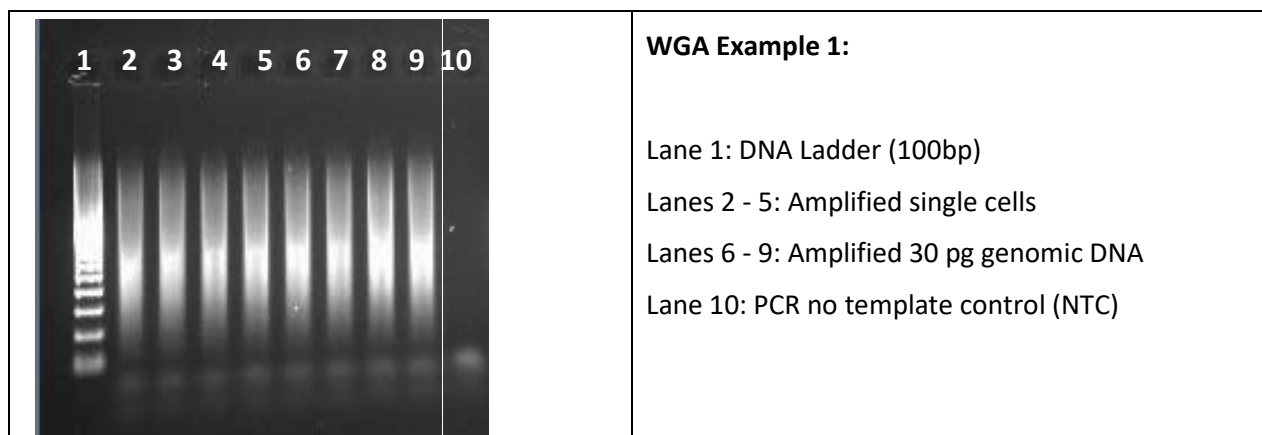 1 2 3 4 5 6 7 8 9 10
WGA Example 1:
Lane 1: DNA Ladder (100bp)
Lanes 2 - 5: Amplified single cells
Lanes 6 - 9: Amplified 30 pg genomic DNA
Lane 10: PCR no template control (NTC)